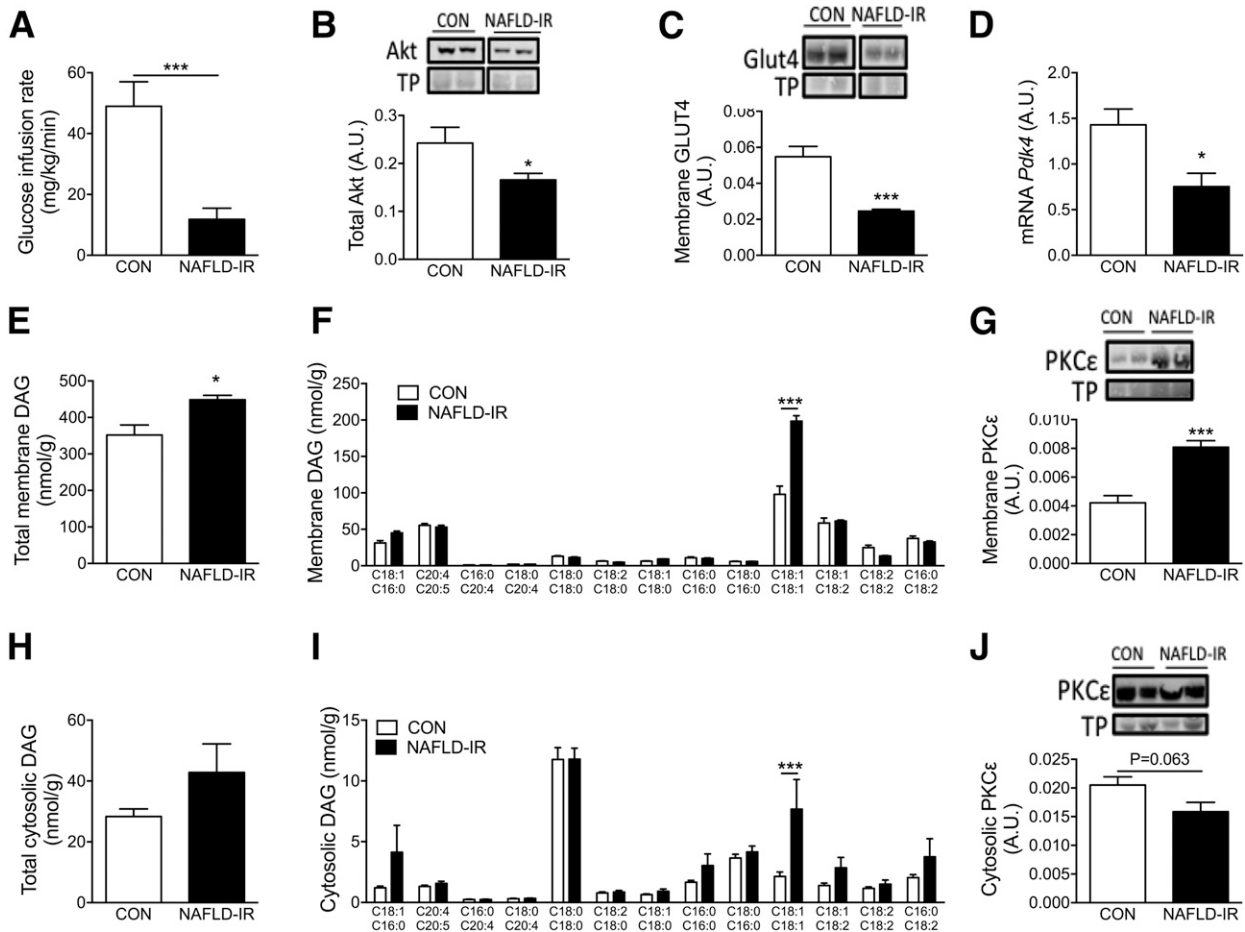 A
Glucose infusion rate
(mg/kg/min)
60
40
20
0
***
CON NAFLD-IR
B
CON NAFLD-IR
Akt
TP
Total Akt (A.U.)
0.3
0.2
0.1
0.0
*
CON NAFLD-IR
C
CON NAFLD-IR
Glut4
TP
Membrane GLUT4
(A.U.)
0.08
0.06
0.04
0.02
0.00
***
CON NAFLD-IR
D
mRNA Pdk4 (A.U.)
2.0
1.5
1.0
0.5
0.0
*
CON NAFLD-IR
E
Total membrane DAG
(nmol/g)
500
400
300
200
100
0
*
CON NAFLD-IR
F
Membrane DAG (nmol/g)
250
200
150
100
50
0
CON
NAFLD-IR
***
C18:1 C20:4 C16:0 C18:0 C18:0 C18:2 C18:1 C16:0 C18:0 C18:1 C18:1 C18:2 C16:0
C16:0 C20:5 C20:4 C20:4 C18:0 C18:0 C18:0 C16:0 C16:0 C18:1 C18:2 C18:2 C18:2
G
CON NAFLD-IR
PKCε
TP
Membrane PKCε
(A.U.)
0.010
0.008
0.006
0.004
0.002
0.000
***
CON NAFLD-IR
H
Total cytosolic DAG
(nmol/g)
60
40
20
0
CON NAFLD-IR
I
Cytosolic DAG (nmol/g)
15
10
5
0
CON
NAFLD-IR
***
C18:1 C20:4 C16:0 C18:0 C18:0 C18:2 C18:1 C16:0 C18:0 C18:1 C18:1 C18:2 C16:0
C16:0 C20:5 C20:4 C20:4 C18:0 C18:0 C18:0 C16:0 C16:0 C18:1 C18:2 C18:2 C18:2
J
CON NAFLD-IR
PKCε
TP
Cytosolic PKCε
(A.U.)
0.025
0.020
0.015
0.010
0.005
0.000
P=0.063
CON NAFLD-IR